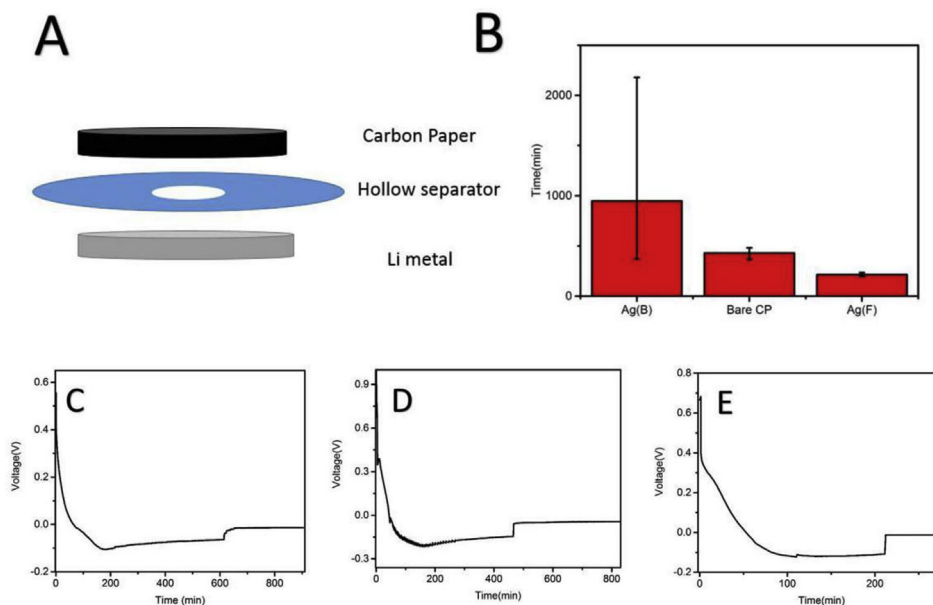 A
Carbon Paper
Hollow separator
Li metal
B
Time(min)
2000
1000
0
Ag(B) Bare CP Ag(F)
C
Voltage(V)
0.6
0.4
0.2
0.0
-0.2
0 200 400 600 800
Time (min)
D
Voltage(V)
0.9
0.6
0.3
0.0
-0.3
0 200 400 600 800
Time(min)
E
Voltage(V)
0.8
0.6
0.4
0.2
0.0
-0.2
0 100 200
Time(min)